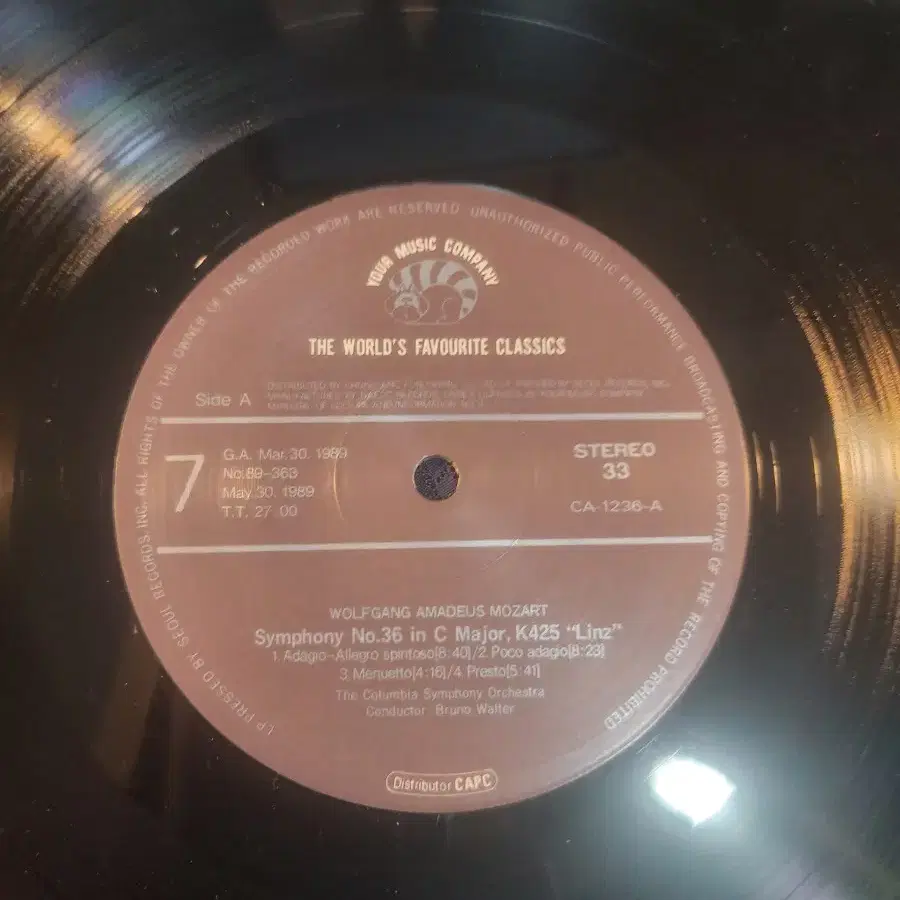 LP PRESSED BY SEOUL RECORDS, INC. ALL RIGHTS OF THE OWNER OF THE RECORDED WORK ARE RESERVED UNAUTHORIZED PUBLIC PERFORMANCE BROADCASTING AND COPYING OF THE RECORD PROHIBITED
YOUR MUSIC COMPANY
THE WORLD'S FAVOURITE CLASSICS
Side A
7
G.A. Mar.30. 1989
No.89-363
May.30. 1989
T.T. 27.00
STEREO
33
CA-1236-A
WOLFGANG AMADEUS MOZART
Symphony No.36 in C Major, K425 "Linz"
1. Adagio-Allegro spiritoso[8:40]/2. Poco adagio[8:23]
3. Menuetto[4:16]/4. Presto[5:41]
The Columbia Symphony Orchestra
Conductor Bruno Walter
Distributor CAPC